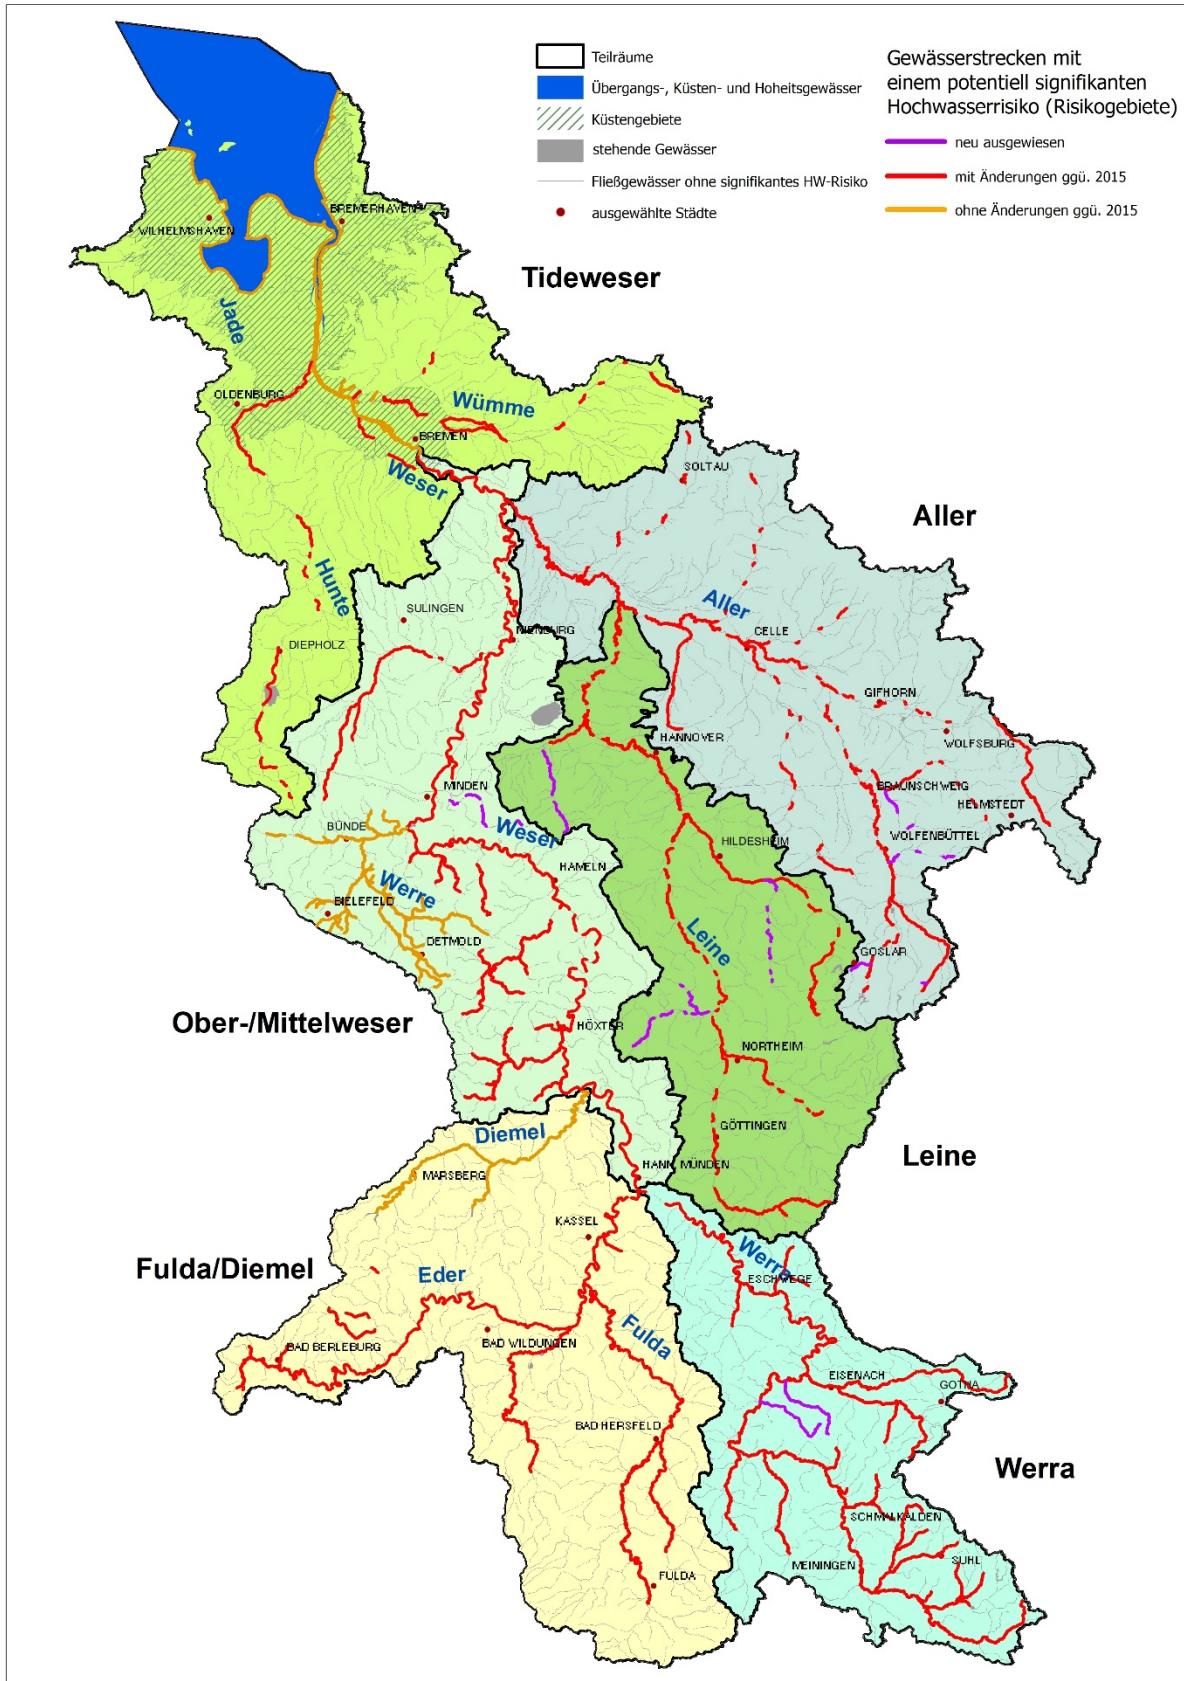 Teilräume
Übergangs-, Küsten- und Hoheitsgewässer
Küstengebiete
stehende Gewässer
Fließgewässer ohne signifikantes HW-Risiko
ausgewählte Städte
Gewässerstrecken mit
einem potentiell signifikanten
Hochwasserrisiko (Risikogebiete)
neu ausgewiesen
mit Änderungen ggü. 2015
ohne Änderungen ggü. 2015
BREMERHAVEN
WILHELMSHAVEN
Tideweser
Jade
OLDENBURG
Wümme
BREMEN
Weser
SOLTAU
Aller
Hunte
Aller
SULINGEN
NIENBURG
CELLE
DIEPHOLZ
GIFHORN
HANNOVER
WOLFSBURG
MINDEN
BRAUNSCHWEIG
HELMSTEDT
BÜNDE
Weser
WOLFENBÜTTEL
HILDESHEIM
HAMELN
Werre
BIELEFELD
Leine
DETMOLD
GOSLAR
Ober-/Mittelweser
HÖXTER
NORTHEIM
Diemel
GÖTTINGEN
Leine
HANN. MÜNDEN
MARSBERG
KASSEL
Werra
Fulda/Diemel
Eder
ESCHWEGE
Fulda
BAD WILDUNGEN
BAD BERLEBURG
EISENACH
GOTHA
BAD HERSFELD
Werra
SCHMALKALDEN
SUHL
MEININGEN
FULDA